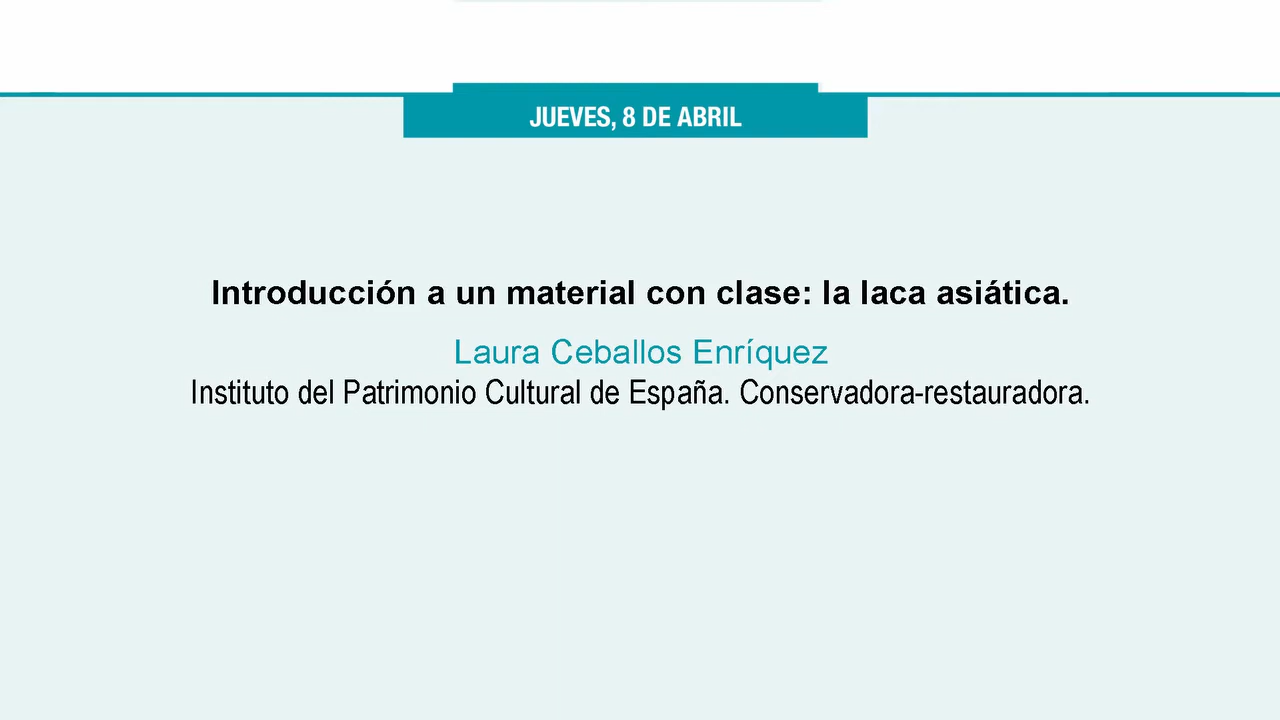 JUEVES, 8 DE ABRIL
Introducción a un material con clase: la laca asiática.
Laura Ceballos Enríquez
Instituto del Patrimonio Cultural de España. Conservadora-restauradora.